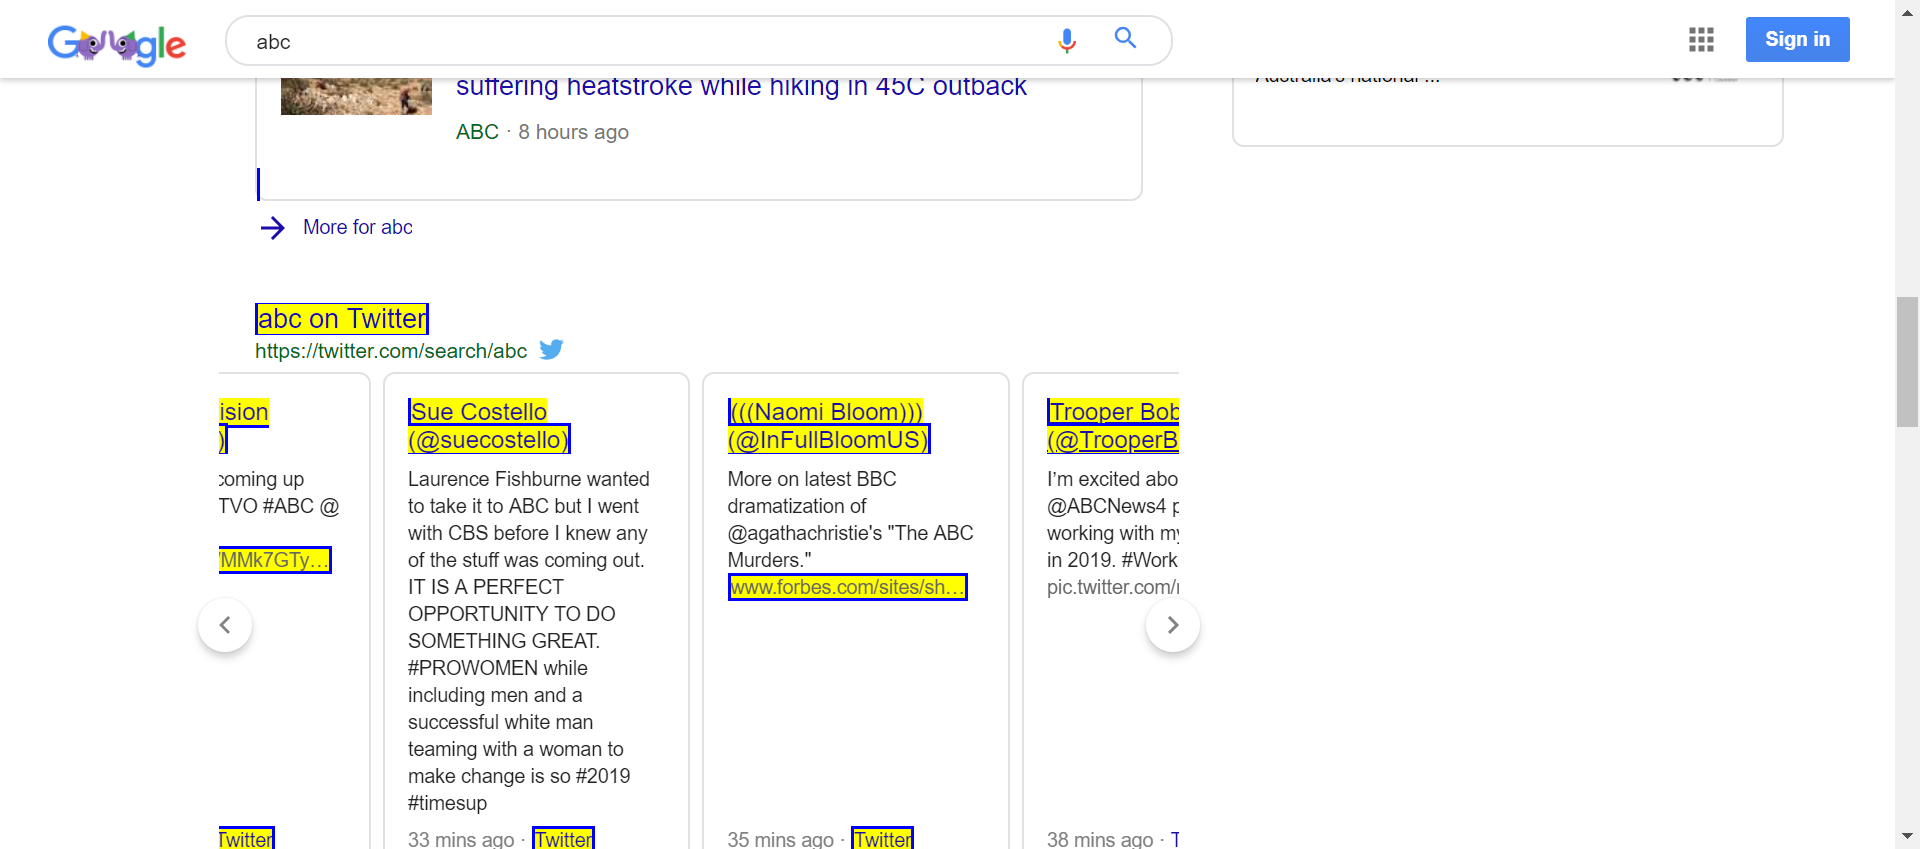 Google
abc
Sign in
suffering heatstroke while hiking in 45C outback
ABC · 8 hours ago
Australia's national ...
More for abc
abc on Twitter
https://twitter.com/search/abc
ision
)
coming up
TVO #ABC @
/MMk7GTy...
Twitter
Sue Costello
(@suecostello)
Laurence Fishburne wanted
to take it to ABC but I went
with CBS before I knew any
of the stuff was coming out.
IT IS A PERFECT
OPPORTUNITY TO DO
SOMETHING GREAT.
#PROWOMEN while
including men and a
successful white man
teaming with a woman to
make change is so #2019
#timesup
33 mins ago · Twitter
(((Naomi Bloom)))
(@InFullBloomUS)
More on latest BBC
dramatization of
@agathachristie's "The ABC
Murders."
www.forbes.com/sites/sh...
35 mins ago · Twitter
Trooper Bob
(@TrooperB
I'm excited abo
@ABCNews4 p
working with my
in 2019. #Work
pic.twitter.com/r
38 mins ago · T